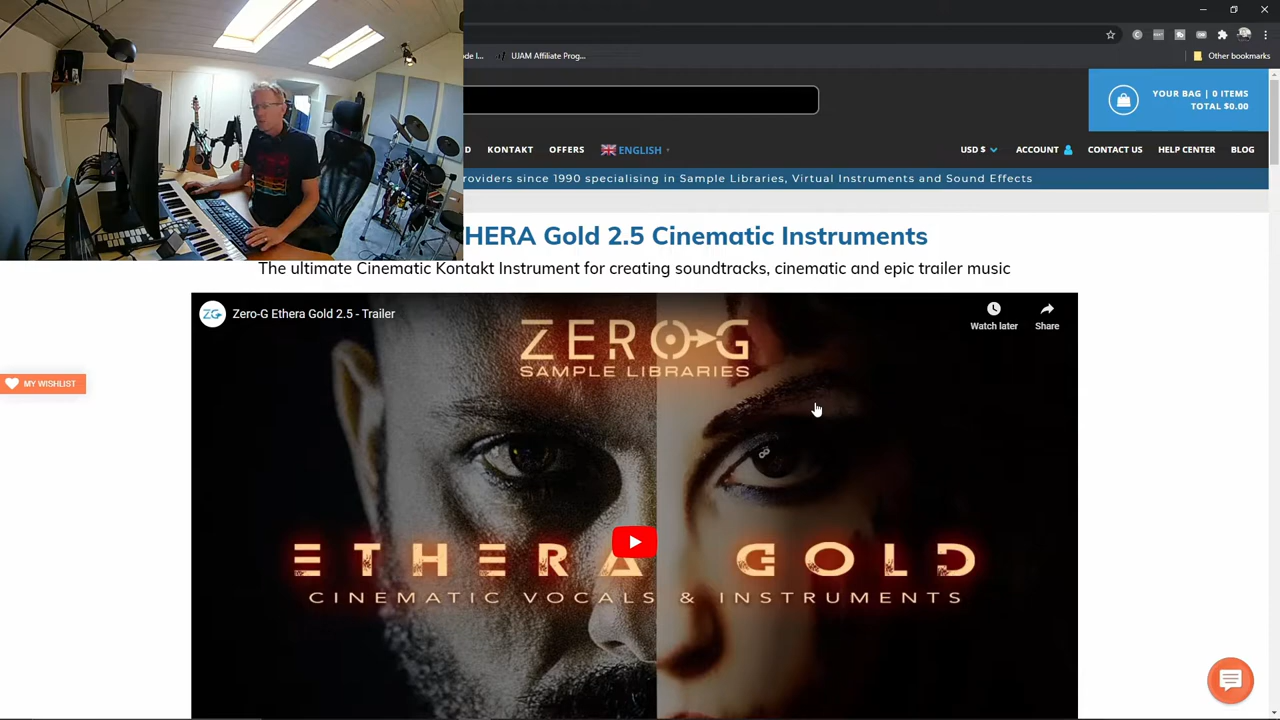 UJAM Affiliate Prog...
Other bookmarks
YOUR BAG | 0 ITEMS
TOTAL $0.00
KONTAKT OFFERS ENGLISH USD $ ACCOUNT CONTACT US HELP CENTER BLOG
roviders since 1990 specialising in Sample Libraries, Virtual Instruments and Sound Effects
HERA Gold 2.5 Cinematic Instruments
The ultimate Cinematic Kontakt Instrument for creating soundtracks, cinematic and epic trailer music
ZG
Zero-G Ethera Gold 2.5 - Trailer
Watch later
Share
ZERO-G
SAMPLE LIBRARIES
MY WISHLIST
ETHERA GOLD
CINEMATIC VOCALS & INSTRUMENTS